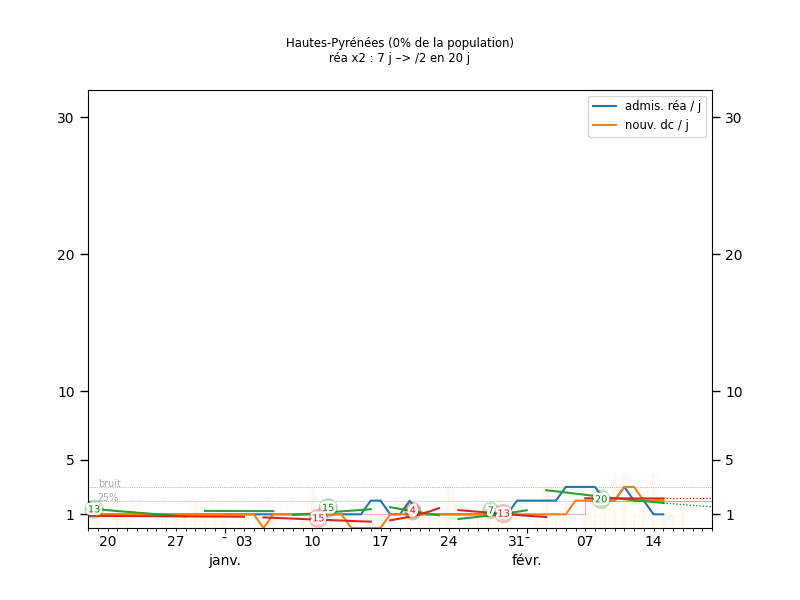 Hautes-Pyrénées (0% de la population)
réa x2 : 7 j –> /2 en 20 j
admis. réa / j
nouv. dc / j
30 30
20 20
10 10
5 5
bruit
25%
1 1
13 15 15 4 7 13 20
20 27 03 10 17 24 31 07 14
janv. févr.